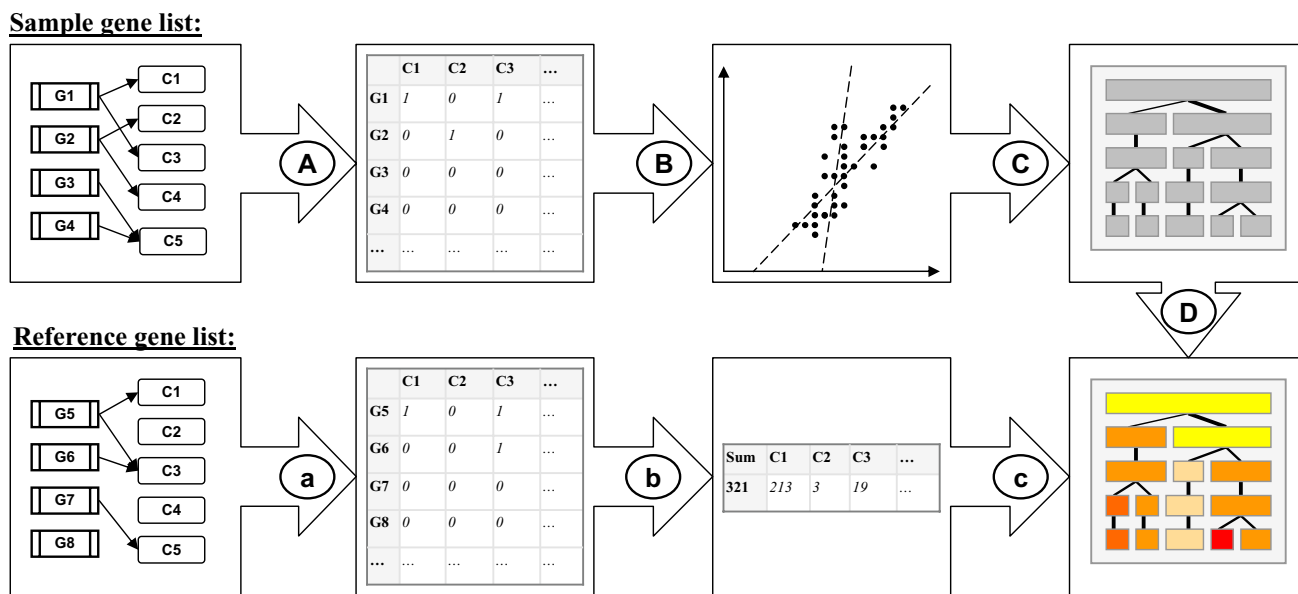 Sample gene list:
G1
G2
G3
G4
C1
C2
C3
C4
C5
A
C1 C2 C3 ...
G1 1 0 1 ...
G2 0 1 0 ...
G3 0 0 0 ...
G4 0 0 0 ...
... ... ... ... ...
B
C
D
Reference gene list:
G5
G6
G7
G8
C1
C2
C3
C4
C5
a
C1 C2 C3 ...
G5 1 0 1 ...
G6 0 0 1 ...
G7 0 0 0 ...
G8 0 0 0 ...
... ... ... ... ...
b
Sum C1 C2 C3 ...
321 213 3 19 ...
c